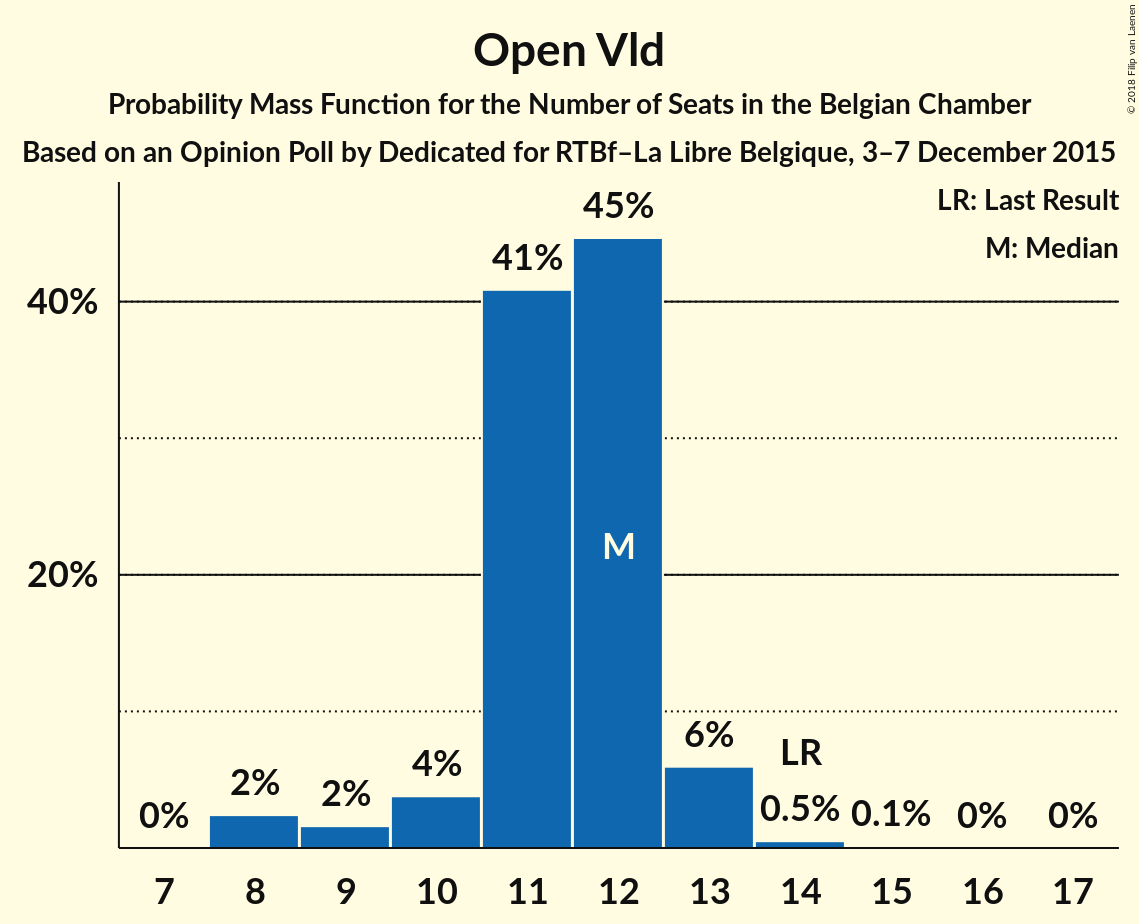 Open Vld
Probability Mass Function for the Number of Seats in the Belgian Chamber
Based on an Opinion Poll by Dedicated for RTBf–La Libre Belgique, 3–7 December 2015
© 2018 Filip van Laenen
LR: Last Result
M: Median
45%
41%
40%
M
20%
6%
LR
4%
2%
2%
0%
0.5%
0.1%
0%
0%
7 8 9 10 11 12 13 14 15 16 17